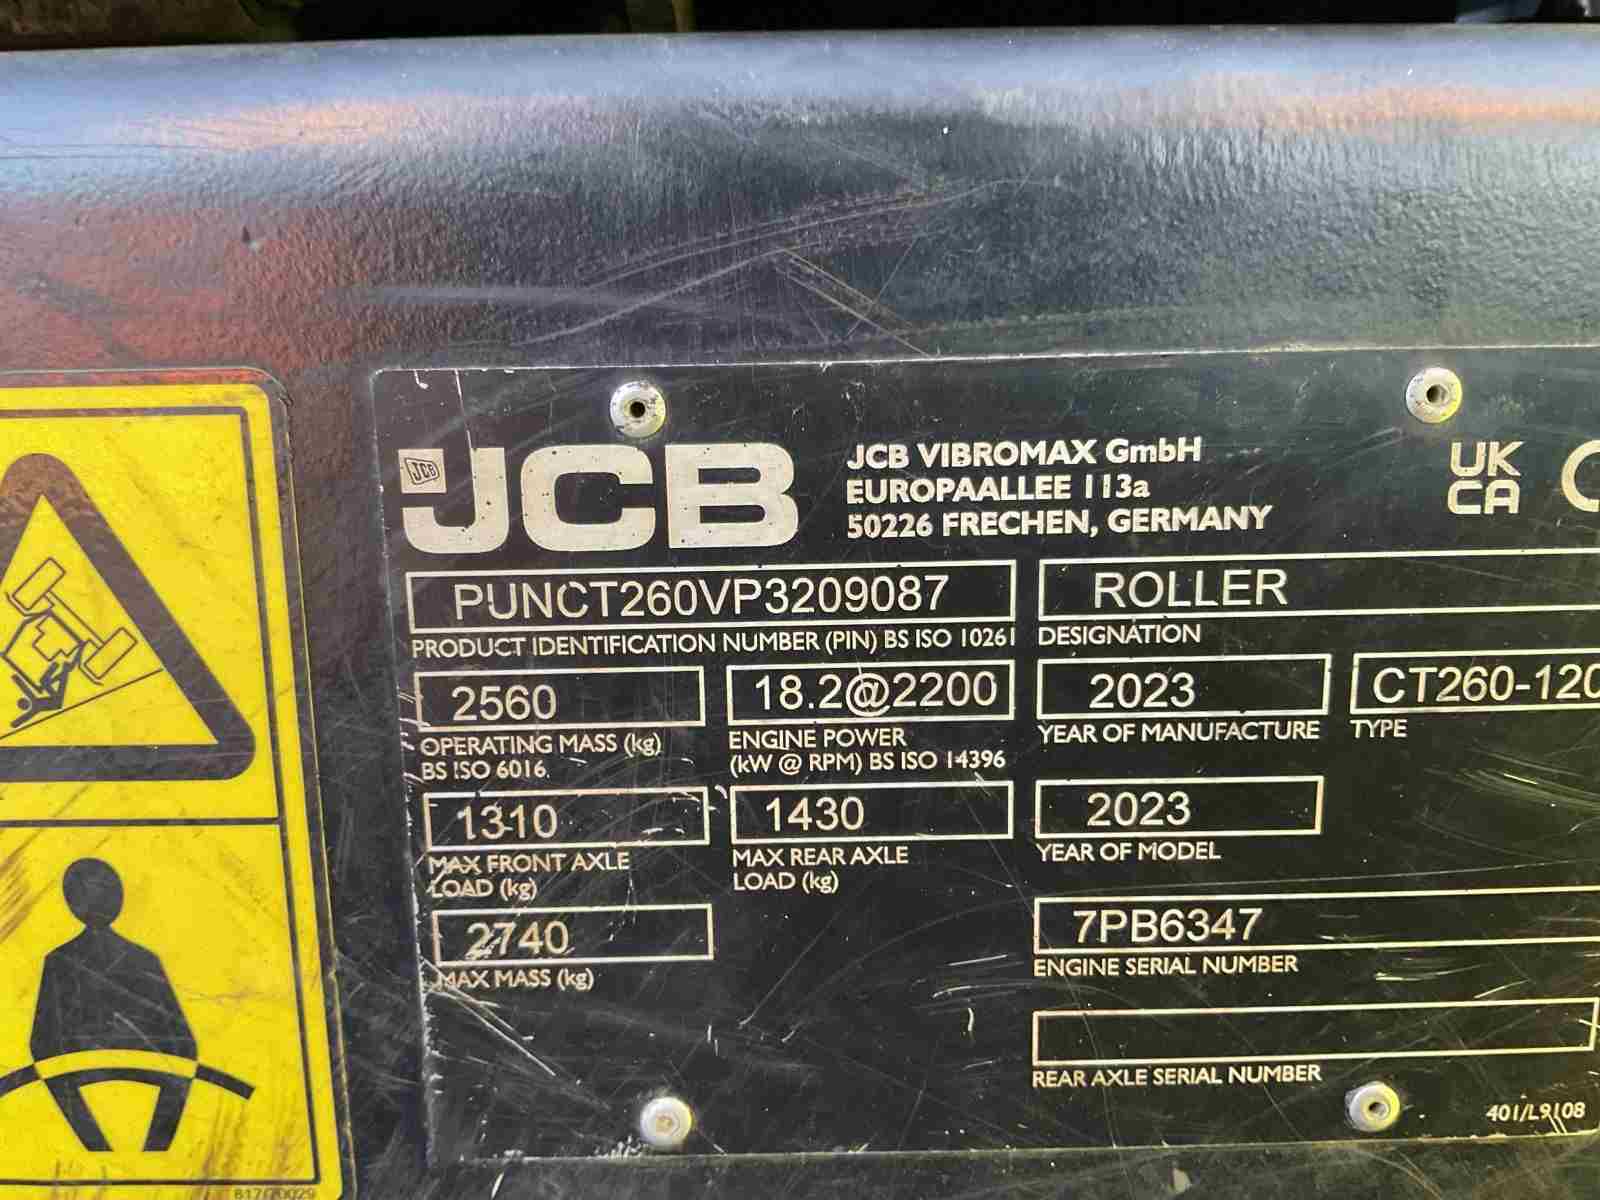 JCB
JCB
JCB VIBROMAX GmbH
EUROPAALLEE 113a
50226 FRECHEN, GERMANY
UK
CA
PUNCT260VP3209087
PRODUCT IDENTIFICATION NUMBER (PIN) BS ISO 10261
ROLLER
DESIGNATION
2560
OPERATING MASS (kg)
BS ISO 6016
18.2@2200
ENGINE POWER
(kW @ RPM) BS ISO 14396
2023
YEAR OF MANUFACTURE
CT260-120
TYPE
1310
MAX FRONT AXLE
LOAD (kg)
1430
MAX REAR AXLE
LOAD (kg)
2023
YEAR OF MODEL
2740
MAX MASS (kg)
7PB6347
ENGINE SERIAL NUMBER
REAR AXLE SERIAL NUMBER
401/L9108
817/70029